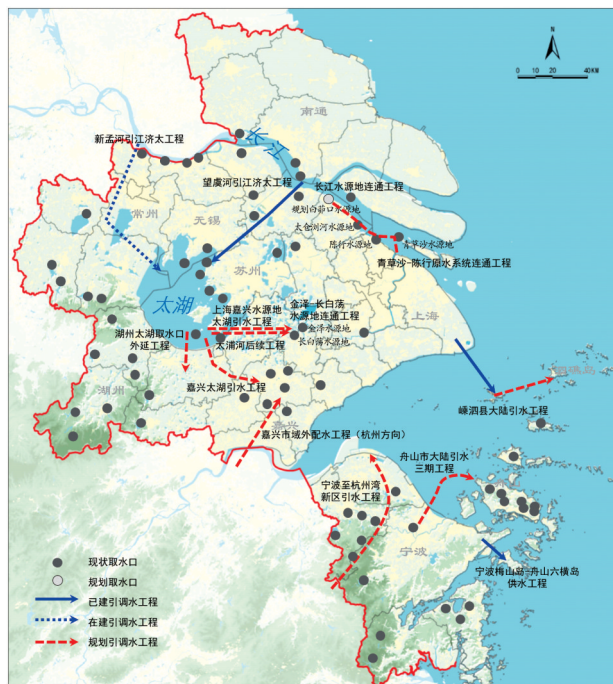 N
0 10 20 40 KM
南通
新孟河引江济太工程
长江
望虞河引江济太工程
长江水源地连通工程
常州
无锡
规划白茆口水源地
太仓浏河水源地
陈行水源地
青草沙水源地
苏州
青草沙-陈行原水系统连通工程
太湖
上海嘉兴水源地
太湖引水工程
金泽-长白荡
水源地连通工程
金泽水源地
上海
湖州太湖取水口
外延工程
太浦河后续工程
长白荡水源地
湖州
嘉兴太湖引水工程
嵊泗县大陆引水工程
嘉兴
嘉兴市域外配水工程（杭州方向）
舟山市大陆引水
三期工程
宁波至杭州湾
新区引水工程
宁波
宁波梅山岛-舟山六横岛
供水工程
现状取水口
规划取水口
已建引调水工程
在建引调水工程
规划引调水工程